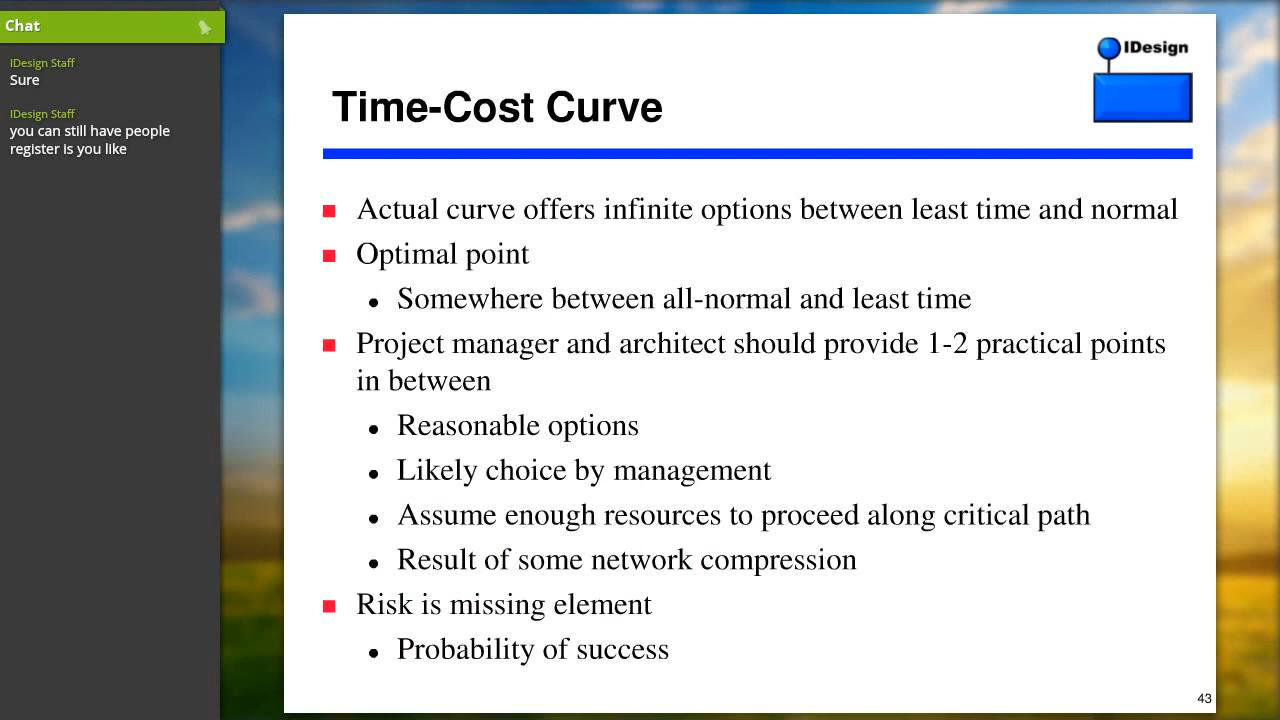 Chat
IDesign Staff
Sure
IDesign Staff
you can still have people
register is you like
IDesign
Time-Cost Curve
Actual curve offers infinite options between least time and normal
Optimal point
Somewhere between all-normal and least time
Project manager and architect should provide 1-2 practical points
in between
Reasonable options
Likely choice by management
Assume enough resources to proceed along critical path
Result of some network compression
Risk is missing element
Probability of success
43